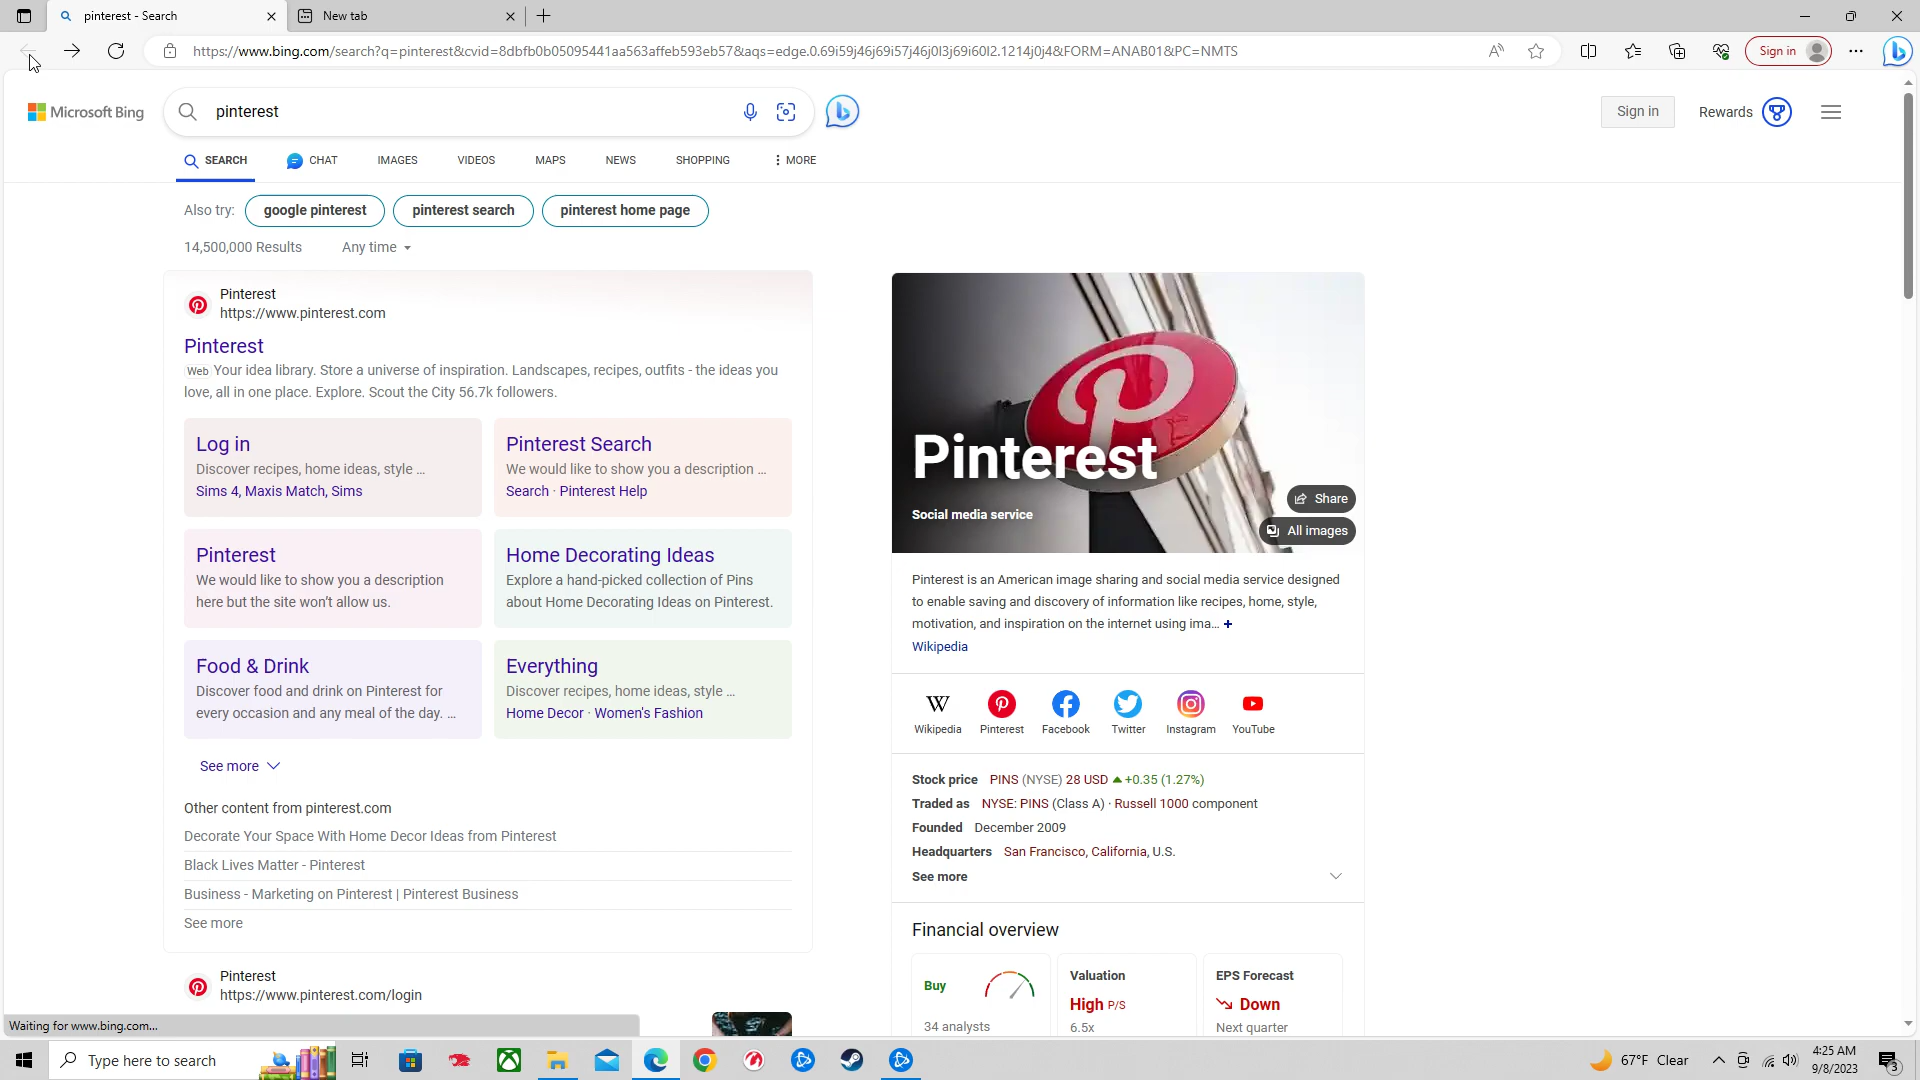 pinterest - Search
New tab
https://www.bing.com/search?q=pinterest&cvid=8dbfb0b05095441aa563affeb593eb57&aqs=edge.0.69i59j46j69i57j46j0l3j69i60l2.1214j0j4&FORM=ANAB01&PC=NMTS
Sign in
Microsoft Bing
pinterest
Sign in
Rewards
SEARCH CHAT IMAGES VIDEOS MAPS NEWS SHOPPING MORE
Also try: google pinterest pinterest search pinterest home page
14,500,000 Results Any time
Pinterest
https://www.pinterest.com
Pinterest
Web Your idea library. Store a universe of inspiration. Landscapes, recipes, outfits - the ideas you
love, all in one place. Explore. Scout the City 56.7k followers.
Log in
Discover recipes, home ideas, style ...
Sims 4, Maxis Match, Sims
Pinterest Search
We would like to show you a description ...
Search · Pinterest Help
Pinterest
We would like to show you a description
here but the site won't allow us.
Home Decorating Ideas
Explore a hand-picked collection of Pins
about Home Decorating Ideas on Pinterest.
Food & Drink
Discover food and drink on Pinterest for
every occasion and any meal of the day. ...
Everything
Discover recipes, home ideas, style ...
Home Decor · Women's Fashion
See more
Other content from pinterest.com
Decorate Your Space With Home Decor Ideas from Pinterest
Black Lives Matter - Pinterest
Business - Marketing on Pinterest | Pinterest Business
See more
Pinterest
https://www.pinterest.com/login
Pinterest
Social media service
Share
All images
Pinterest is an American image sharing and social media service designed
to enable saving and discovery of information like recipes, home, style,
motivation, and inspiration on the internet using ima... +
Wikipedia
Wikipedia Pinterest Facebook Twitter Instagram YouTube
Stock price PINS (NYSE) 28 USD ▲ +0.35 (1.27%)
Traded as NYSE: PINS (Class A) · Russell 1000 component
Founded December 2009
Headquarters San Francisco, California, U.S.
See more
Financial overview
Buy
34 analysts
Valuation
High P/S
6.5x
EPS Forecast
Down
Next quarter
Waiting for www.bing.com...
Type here to search
67°F Clear
4:25 AM
9/8/2023
3